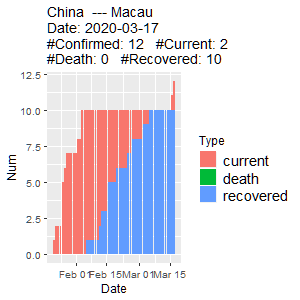 China  --- Macau
Date: 2020-03-17
#Confirmed: 12   #Current: 2
#Death: 0   #Recovered: 10
12.5
10.0
7.5
5.0
2.5
0.0
Num
Feb 01
Feb 15
Mar 01
Mar 15
Date
Type
current
death
recovered